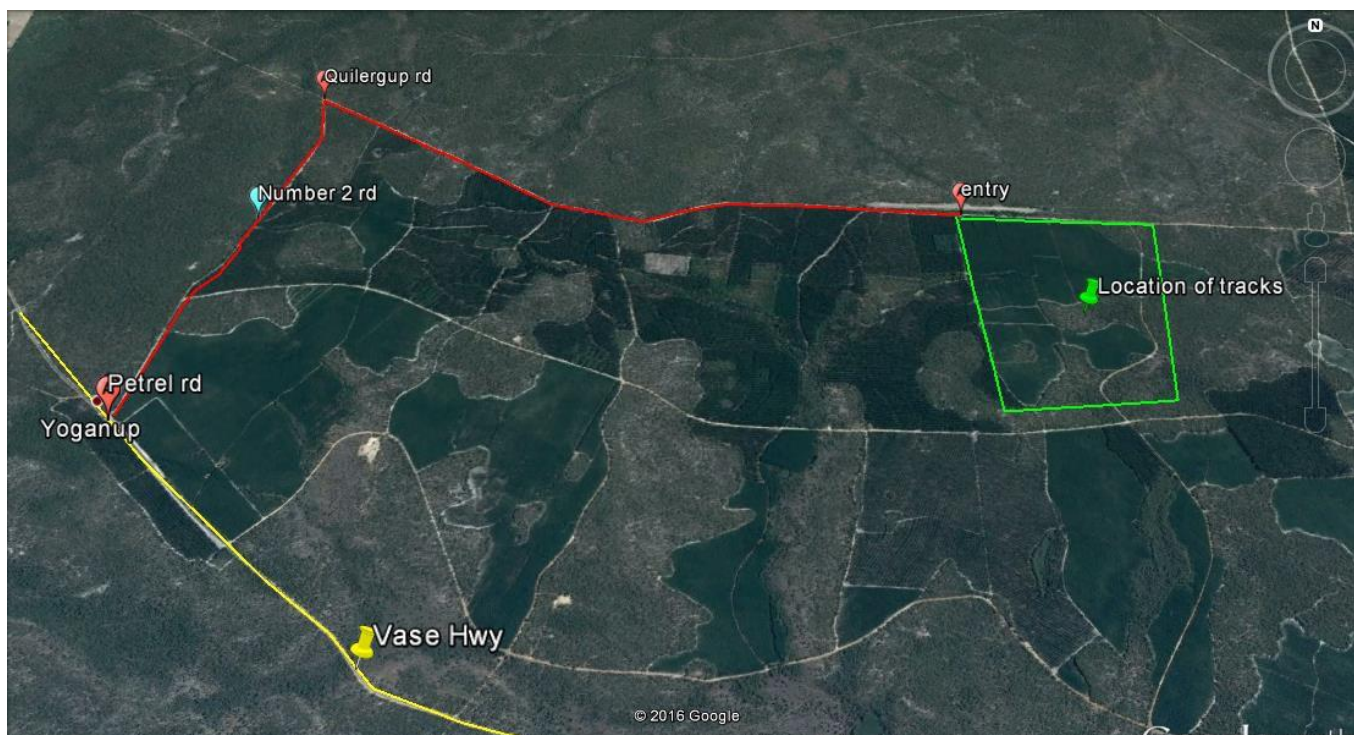 N
Quilergup rd
Number 2 rd
entry
Location of tracks
Petrel rd
Yoganup
Vase Hwy
© 2016 Google